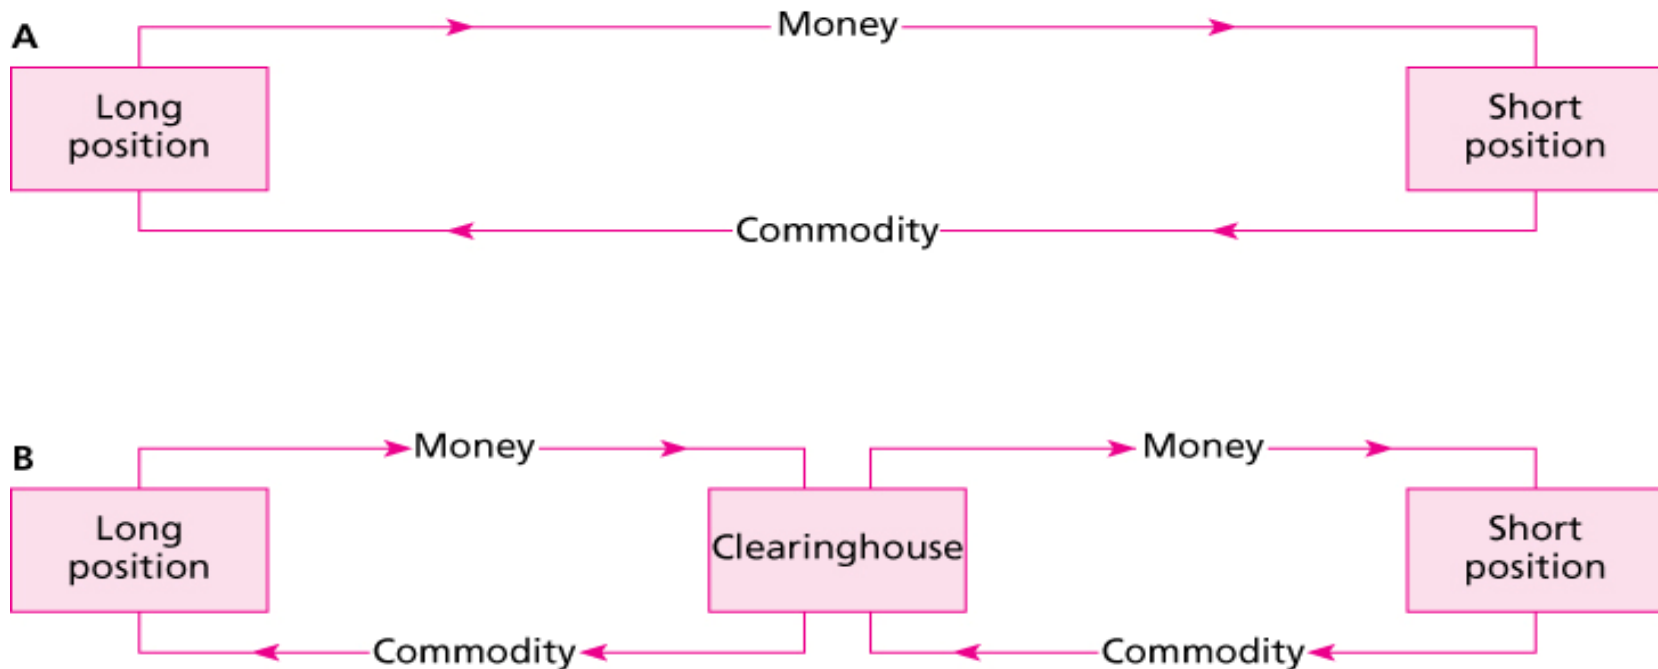 A
Money
Long
position
Short
position
Commodity
B
Money
Money
Long
position
Clearinghouse
Short
position
Commodity
Commodity